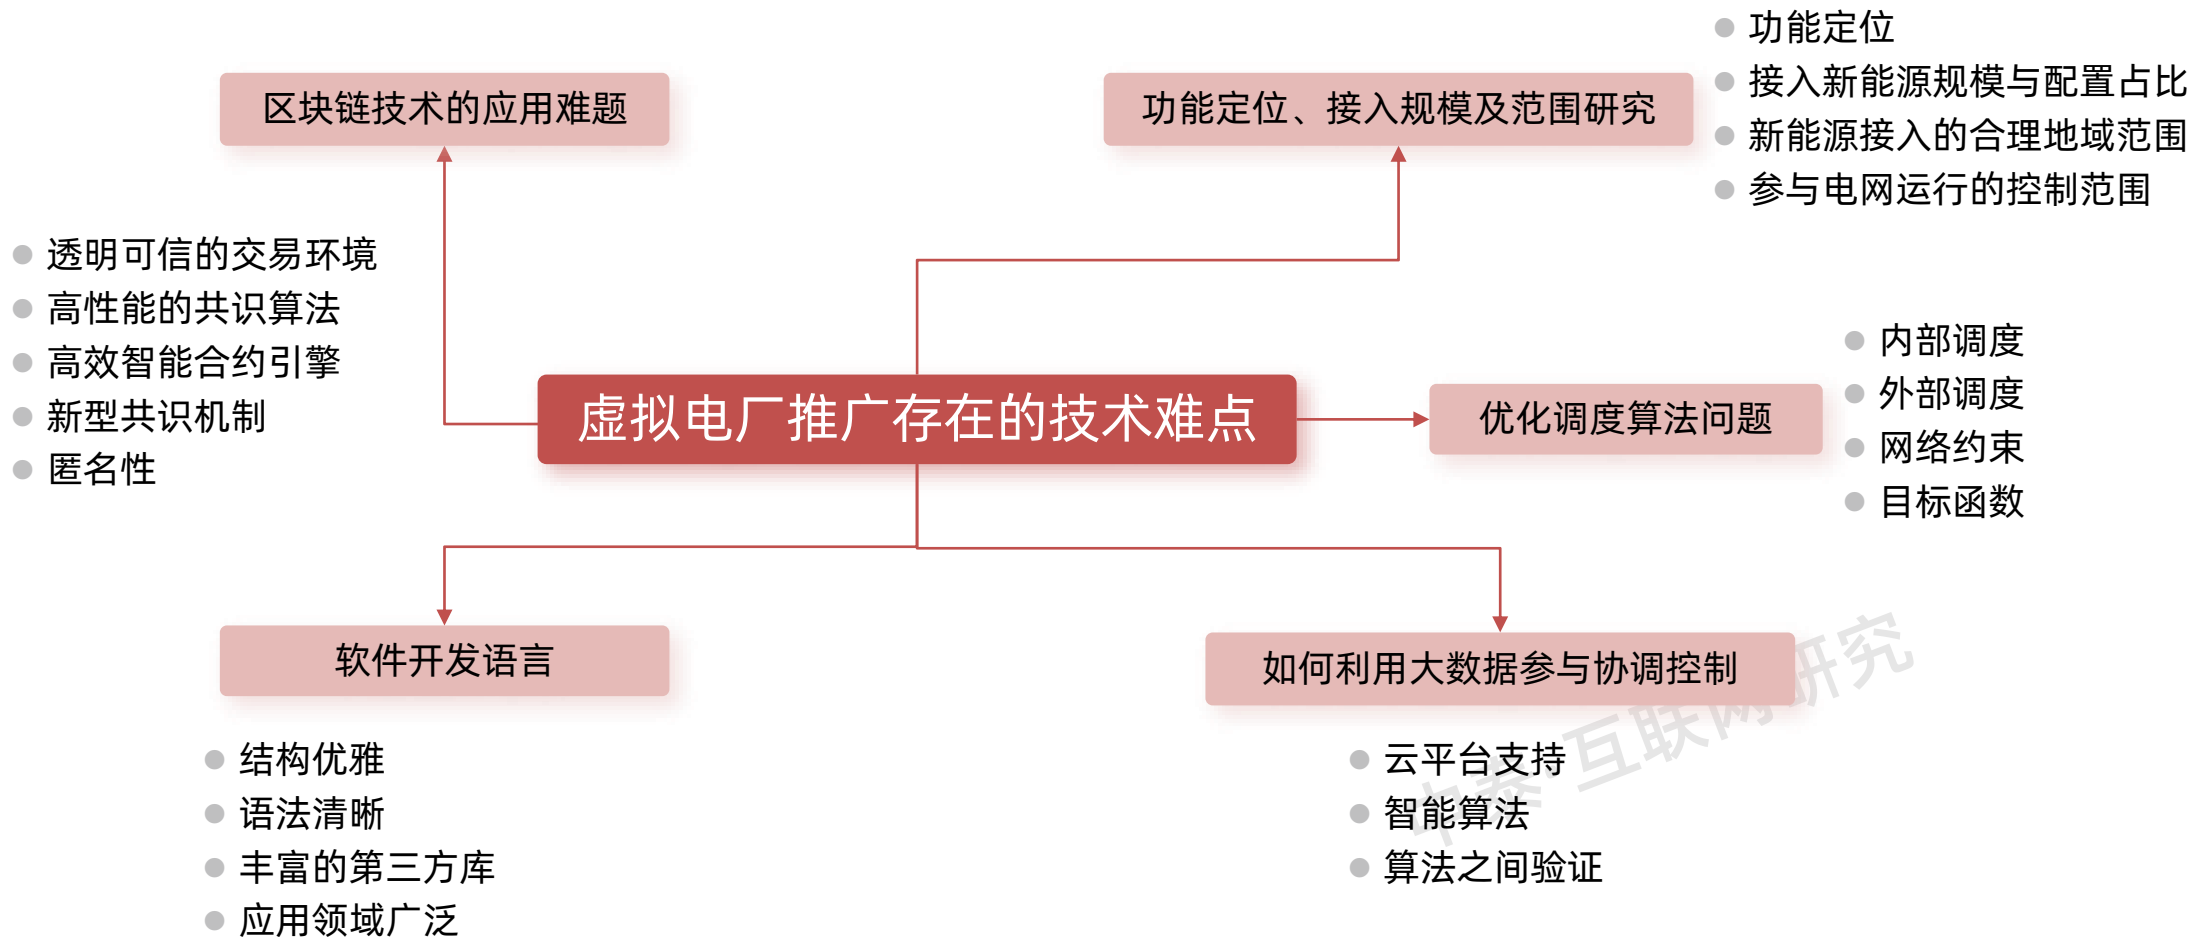 区块链技术的应用难题
透明可信的交易环境
高性能的共识算法
高效智能合约引擎
新型共识机制
匿名性
功能定位、接入规模及范围研究
功能定位
接入新能源规模与配置占比
新能源接入的合理地域范围
参与电网运行的控制范围
虚拟电厂推广存在的技术难点
优化调度算法问题
内部调度
外部调度
网络约束
目标函数
软件开发语言
结构优雅
语法清晰
丰富的第三方库
应用领域广泛
如何利用大数据参与协调控制
云平台支持
智能算法
算法之间验证
中泰·互联网研究